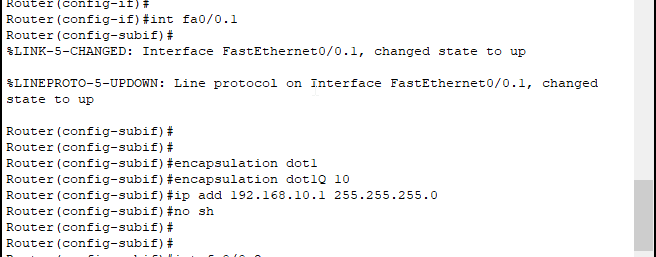 Router(config-if)#
Router(config-if)#int fa0/0.1
Router(config-subif)#
%LINK-5-CHANGED: Interface FastEthernet0/0.1, changed state to up
%LINEPROTO-5-UPDOWN: Line protocol on Interface FastEthernet0/0.1, changed
state to up
Router(config-subif)#
Router(config-subif)#
Router(config-subif)#encapsulation dot1
Router(config-subif)#encapsulation dot1Q 10
Router(config-subif)#ip add 192.168.10.1 255.255.255.0
Router(config-subif)#no sh
Router(config-subif)#
Router(config-subif)#